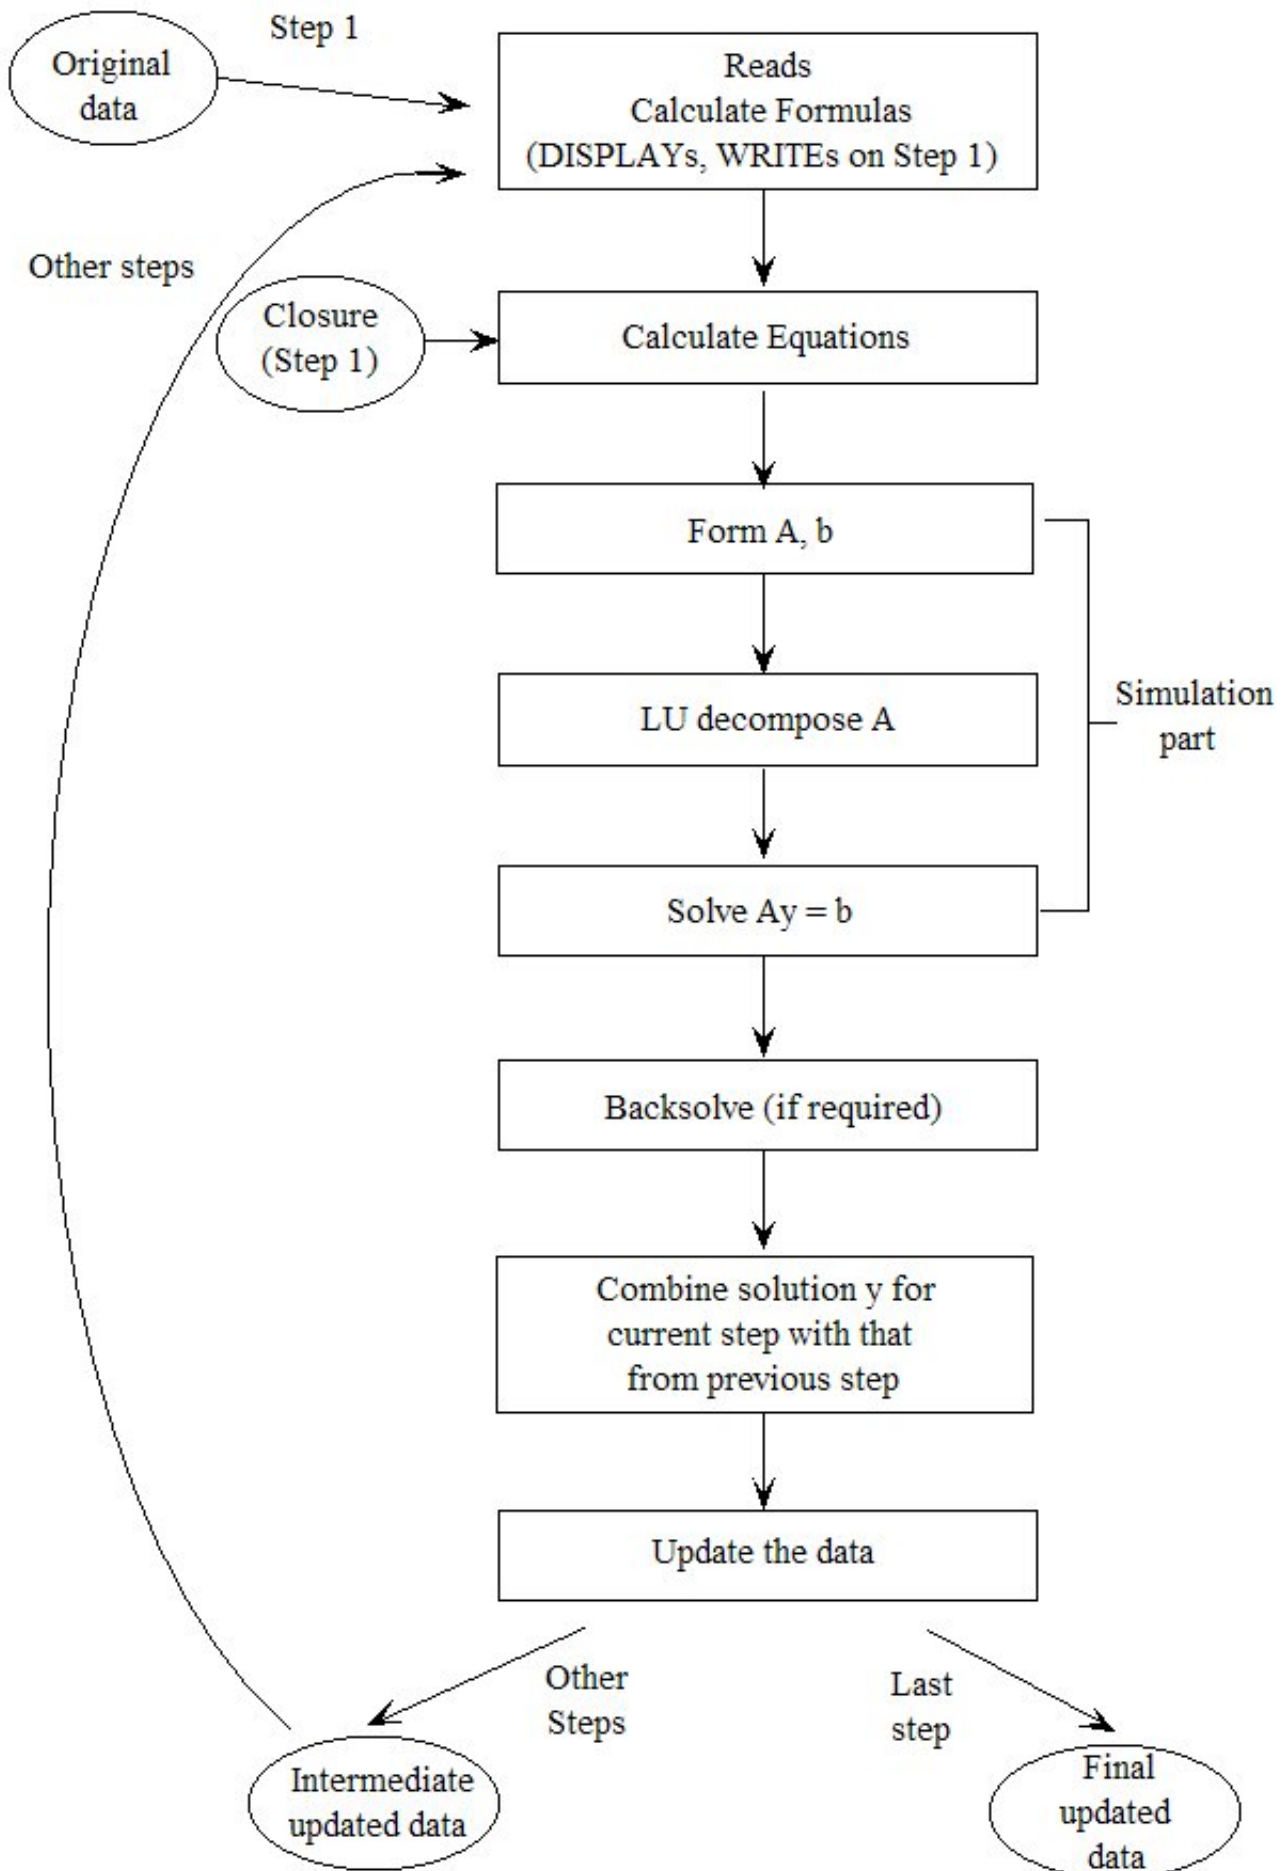 Step 1
Original
data
Reads
Calculate Formulas
(DISPLAYs, WRITEs on Step 1)
Other steps
Closure
(Step 1)
Calculate Equations
Form A, b
LU decompose A
Simulation
part
Solve Ay = b
Backsolve (if required)
Combine solution y for
current step with that
from previous step
Update the data
Other
Steps
Last
step
Intermediate
updated data
Final
updated
data